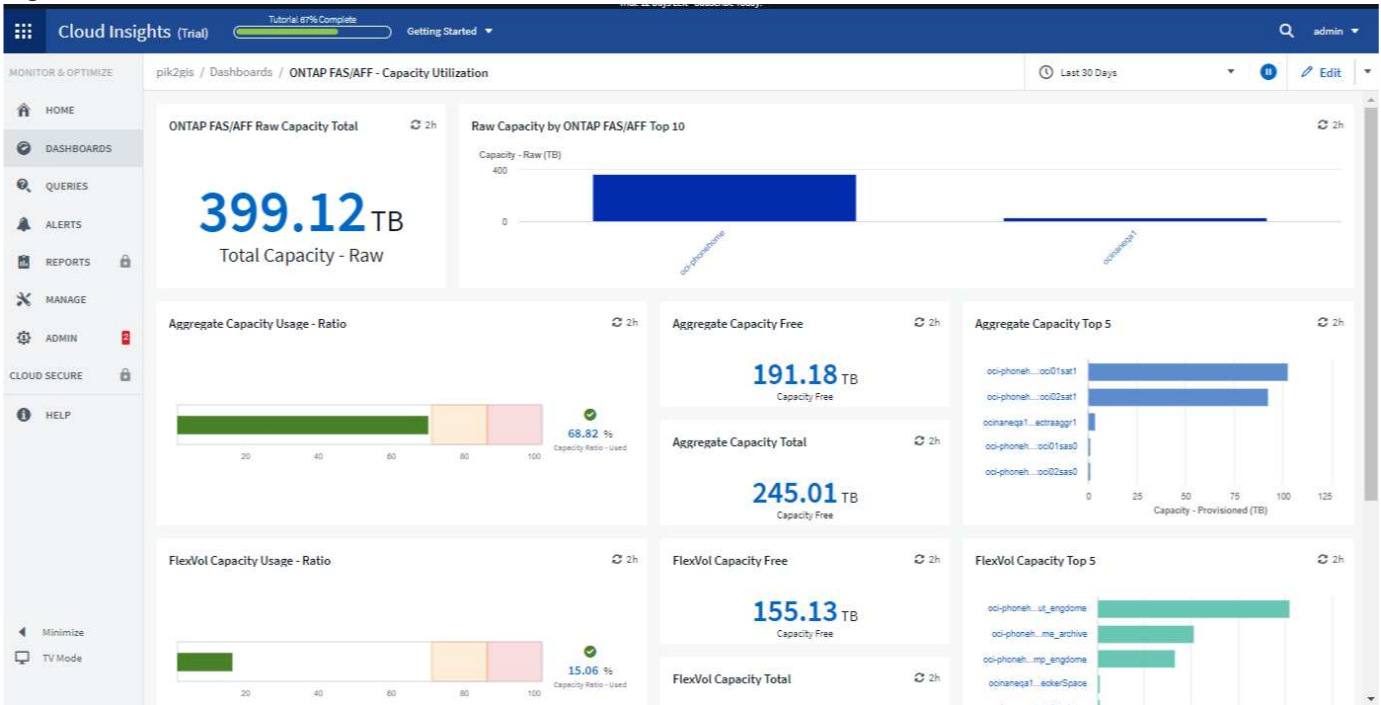 Cloud Insights (Trial)
Tutorial 67% Complete
Getting Started
admin
MONITOR & OPTIMIZE
pik2gis / Dashboards / ONTAP FAS/AFF - Capacity Utilization
Last 30 Days
Edit
HOME
DASHBOARDS
QUERIES
ALERTS
REPORTS
MANAGE
ADMIN
2
CLOUD SECURE
HELP
Minimize
TV Mode
ONTAP FAS/AFF Raw Capacity Total
2h
399.12 TB
Total Capacity - Raw
Raw Capacity by ONTAP FAS/AFF Top 10
2h
Capacity - Raw (TB)
400
0
oci-phonehome
ocinaneqa1
Aggregate Capacity Usage - Ratio
2h
68.82 %
Capacity Ratio - Used
20 40 60 80 100
Aggregate Capacity Free
2h
191.18 TB
Capacity Free
Aggregate Capacity Total
2h
245.01 TB
Capacity Free
Aggregate Capacity Top 5
2h
oci-phoneh...:oci01sat1
oci-phoneh...:oci02sat1
ocinaneqa1...ectraaggr1
oci-phoneh...:oci01sas0
oci-phoneh...:oci02sas0
0 25 50 75 100 125
Capacity - Provisioned (TB)
FlexVol Capacity Usage - Ratio
2h
15.06 %
Capacity Ratio - Used
20 40 60 80 100
FlexVol Capacity Free
2h
155.13 TB
Capacity Free
FlexVol Capacity Total
2h
FlexVol Capacity Top 5
2h
oci-phoneh...ut_engdome
oci-phoneh...me_archive
oci-phoneh...mp_engdome
ocinaneqa1...eckerSpace